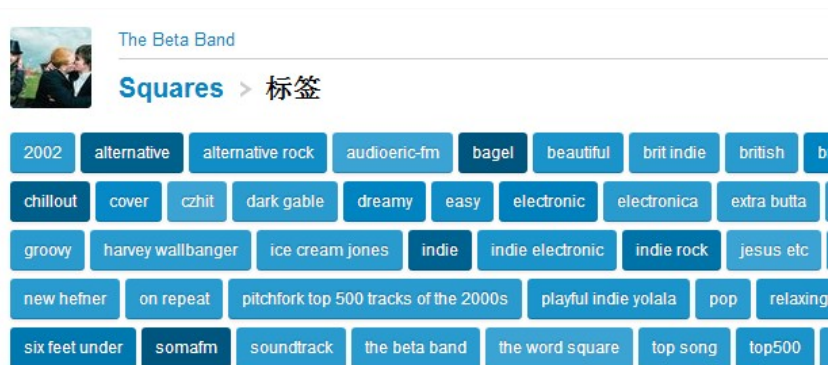 The Beta Band
Squares > 标签
2002 alternative alternative rock audioeric-fm bagel beautiful brit indie british
chillout cover czhit dark gable dreamy easy electronic electronica extra butta
groovy harvey wallbanger ice cream jones indie indie electronic indie rock jesus etc
new hefner on repeat pitchfork top 500 tracks of the 2000s playful indie yolala pop relaxing
six feet under somafm soundtrack the beta band the word square top song top500